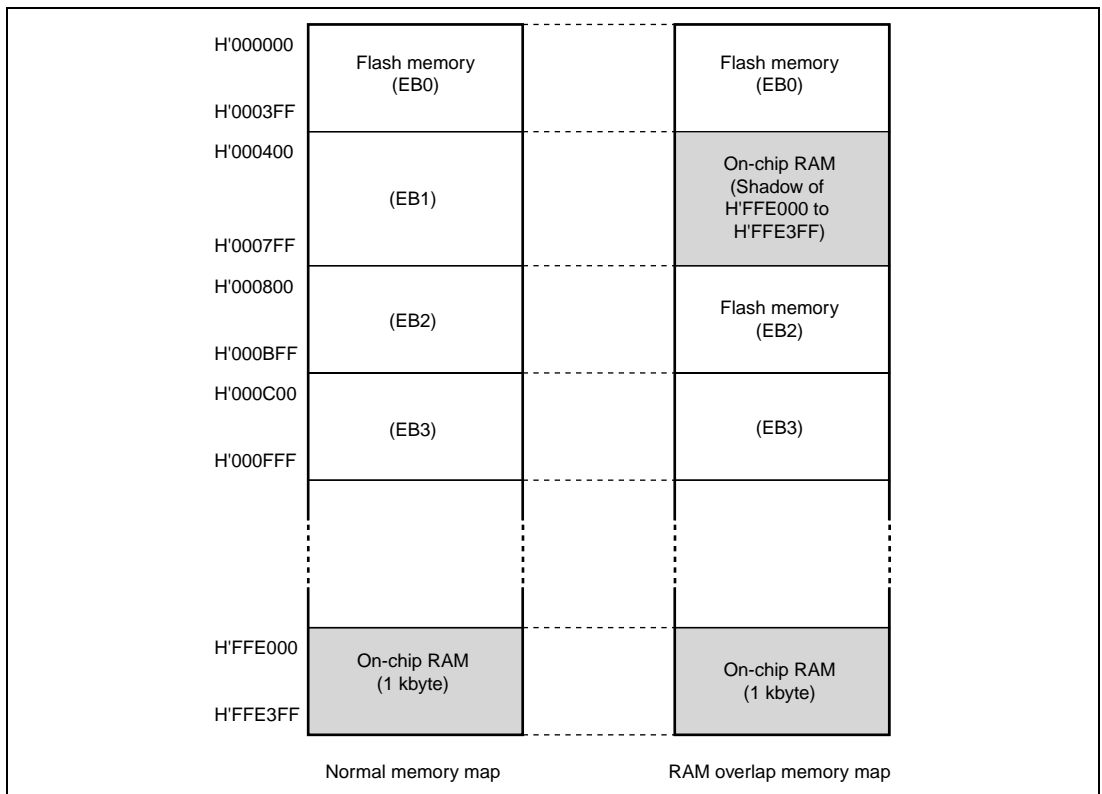 H'000000
Flash memory
(EB0)
Flash memory
(EB0)
H'0003FF
H'000400
(EB1)
On-chip RAM
(Shadow of
H'FFE000 to
H'FFE3FF)
H'0007FF
H'000800
(EB2)
Flash memory
(EB2)
H'000BFF
H'000C00
(EB3)
(EB3)
H'000FFF
H'FFE000
On-chip RAM
(1 kbyte)
On-chip RAM
(1 kbyte)
H'FFE3FF
Normal memory map
RAM overlap memory map